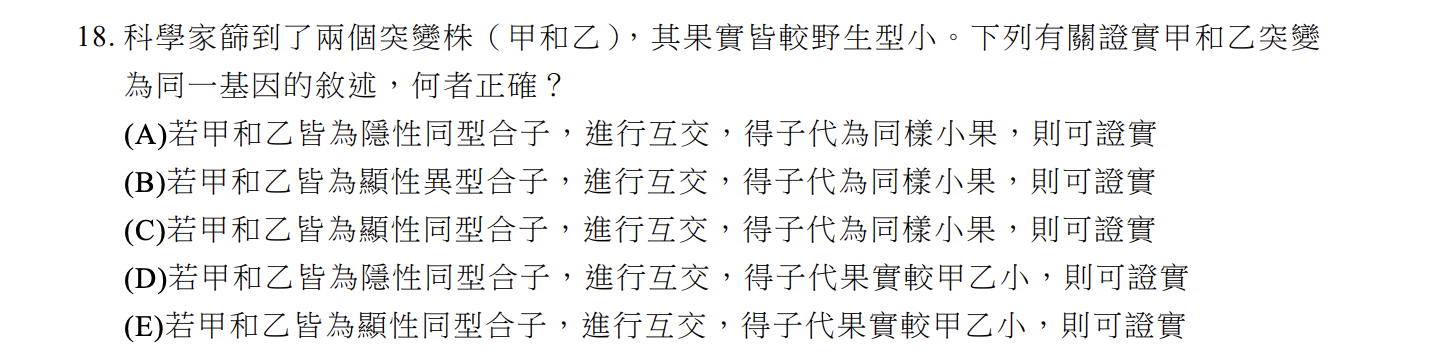 18. 科學家篩到了兩個突變株（甲和乙），其果實皆較野生型小。下列有關證實甲和乙突變
為同一基因的敘述，何者正確？
(A)若甲和乙皆為隱性同型合子，進行互交，得子代為同樣小果，則可證實
(B)若甲和乙皆為顯性異型合子，進行互交，得子代為同樣小果，則可證實
(C)若甲和乙皆為顯性同型合子，進行互交，得子代為同樣小果，則可證實
(D)若甲和乙皆為隱性同型合子，進行互交，得子代果實較甲乙小，則可證實
(E)若甲和乙皆為顯性同型合子，進行互交，得子代果實較甲乙小，則可證實